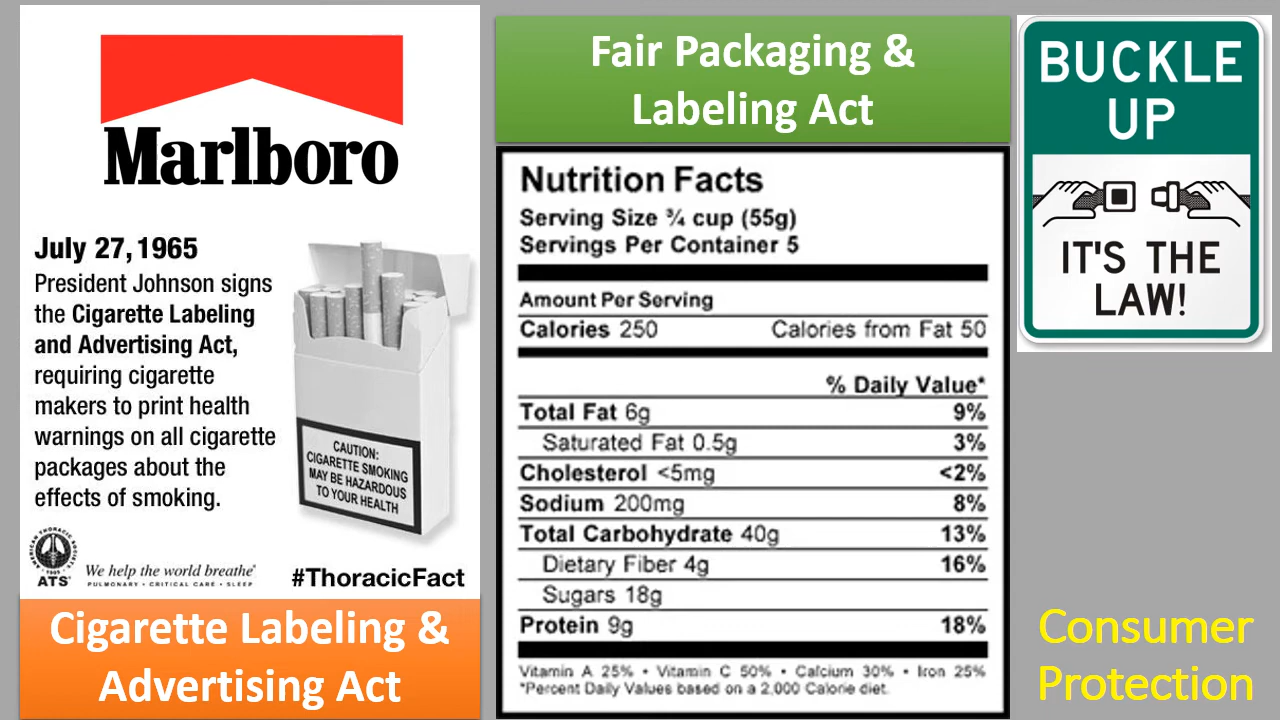 Marlboro
July 27, 1965
President Johnson signs
the Cigarette Labeling
and Advertising Act,
requiring cigarette
makers to print health
warnings on all cigarette
packages about the
effects of smoking.
CAUTION:
CIGARETTE SMOKING
MAY BE HAZARDOUS
TO YOUR HEALTH
AMERICAN THORACIC SOCIETY
1905
ATS
We help the world breathe
PULMONARY • CRITICAL CARE • SLEEP
#ThoracicFact
Cigarette Labeling &
Advertising Act
Fair Packaging &
Labeling Act
Nutrition Facts
Serving Size ¾ cup (55g)
Servings Per Container 5
Amount Per Serving
Calories 250 Calories from Fat 50
% Daily Value*
Total Fat 6g 9%
Saturated Fat 0.5g 3%
Cholesterol <5mg <2%
Sodium 200mg 8%
Total Carbohydrate 40g 13%
Dietary Fiber 4g 16%
Sugars 18g
Protein 9g 18%
Vitamin A 25% • Vitamin C 50% • Calcium 30% • Iron 25%
*Percent Daily Values based on a 2,000 Calorie diet.
BUCKLE
UP
IT'S THE
LAW!
Consumer
Protection